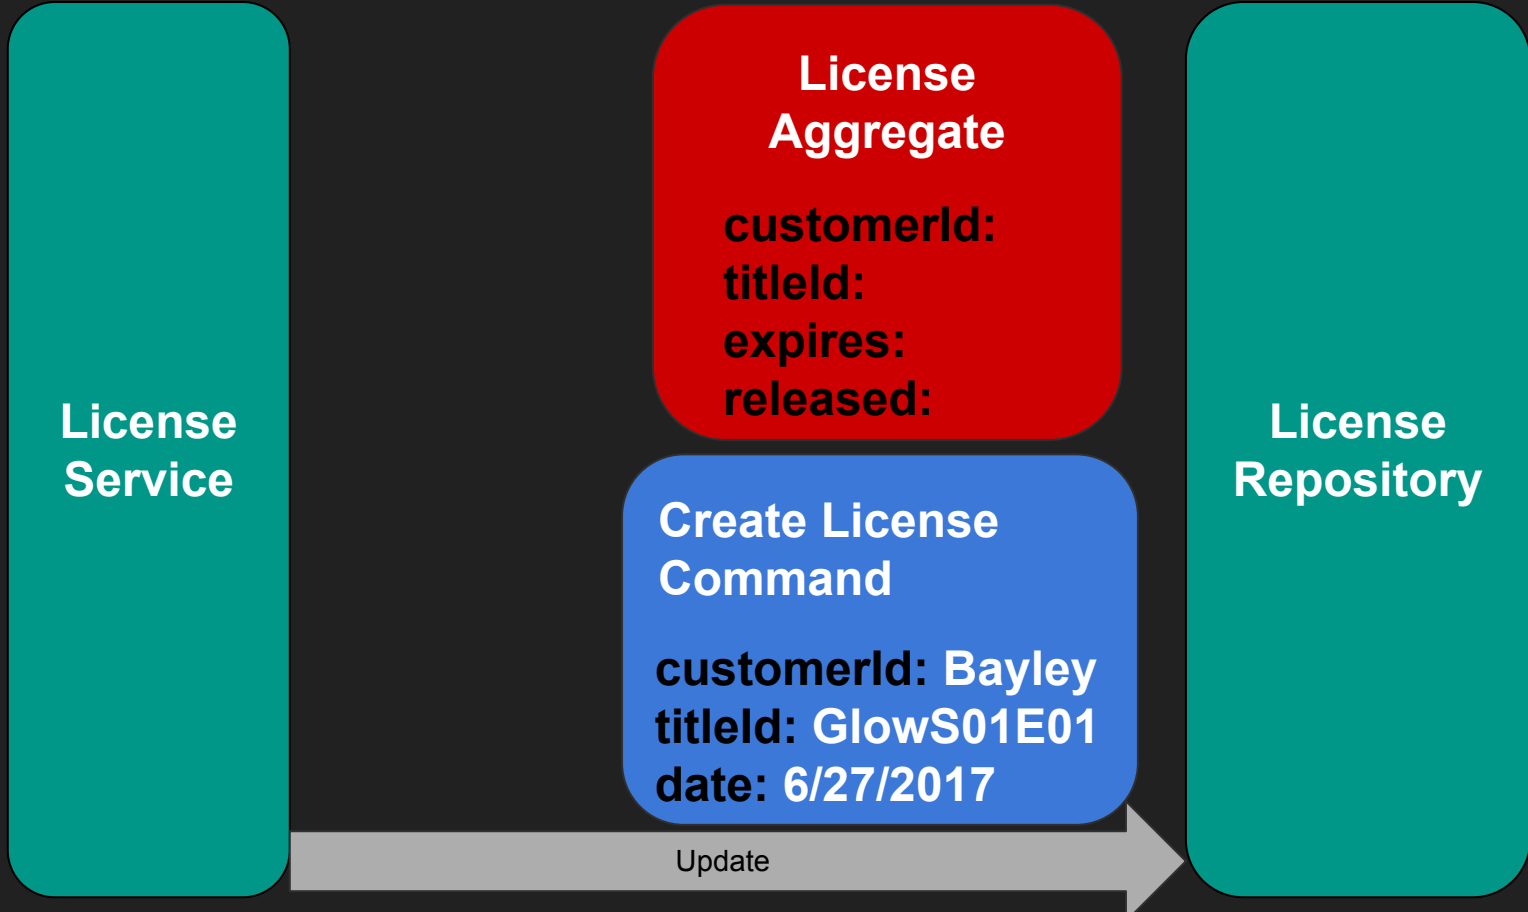 License
Service
License
Aggregate
customerId:
titleId:
expires:
released:
Create License
Command
customerId: Bayley
titleId: GlowS01E01
date: 6/27/2017
Update
License
Repository